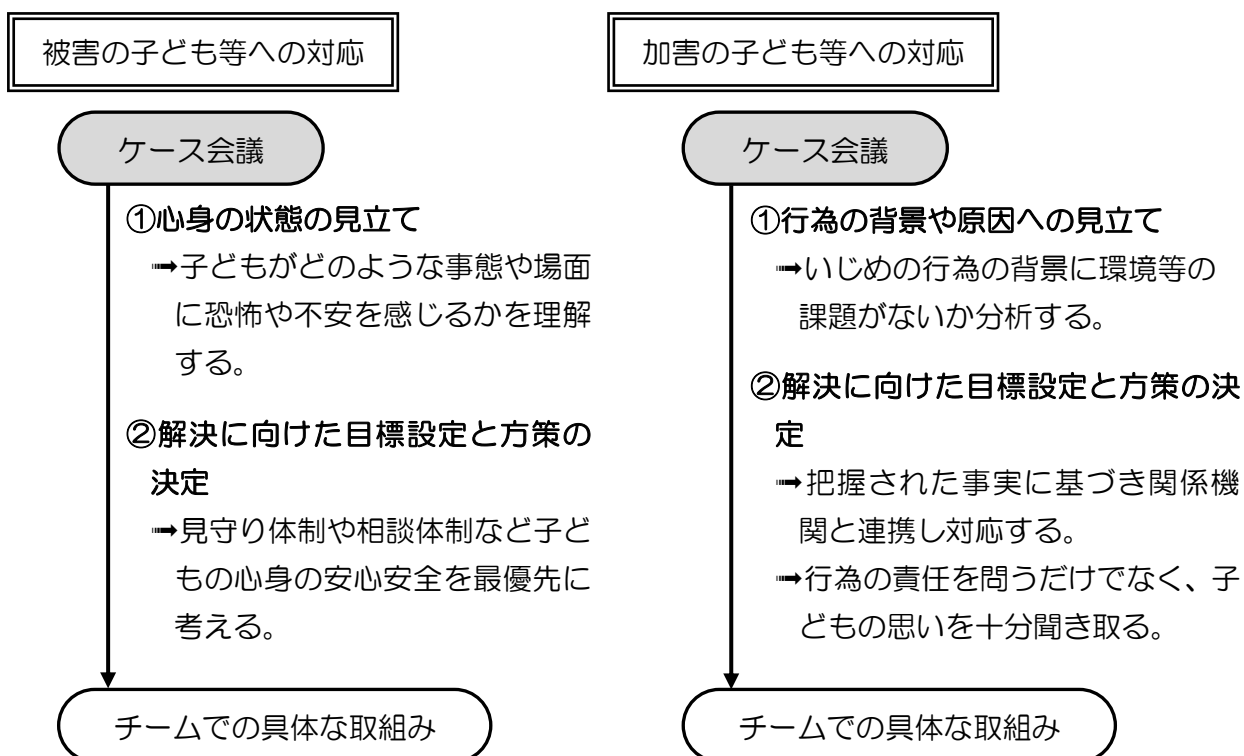 被害の子ども等への対応
ケース会議
①心身の状態の見立て
➟子どもがどのような事態や場面
に恐怖や不安を感じるかを理解
する。
②解決に向けた目標設定と方策の
決定
➟見守り体制や相談体制など子ど
もの心身の安心安全を最優先に
考える。
チームでの具体な取組み
加害の子ども等への対応
ケース会議
①行為の背景や原因への見立て
➟いじめの行為の背景に環境等の
課題がないか分析する。
②解決に向けた目標設定と方策の決
定
➟把握された事実に基づき関係機
関と連携し対応する。
➟行為の責任を問うだけでなく、子
どもの思いを十分聞き取る。
チームでの具体な取組み